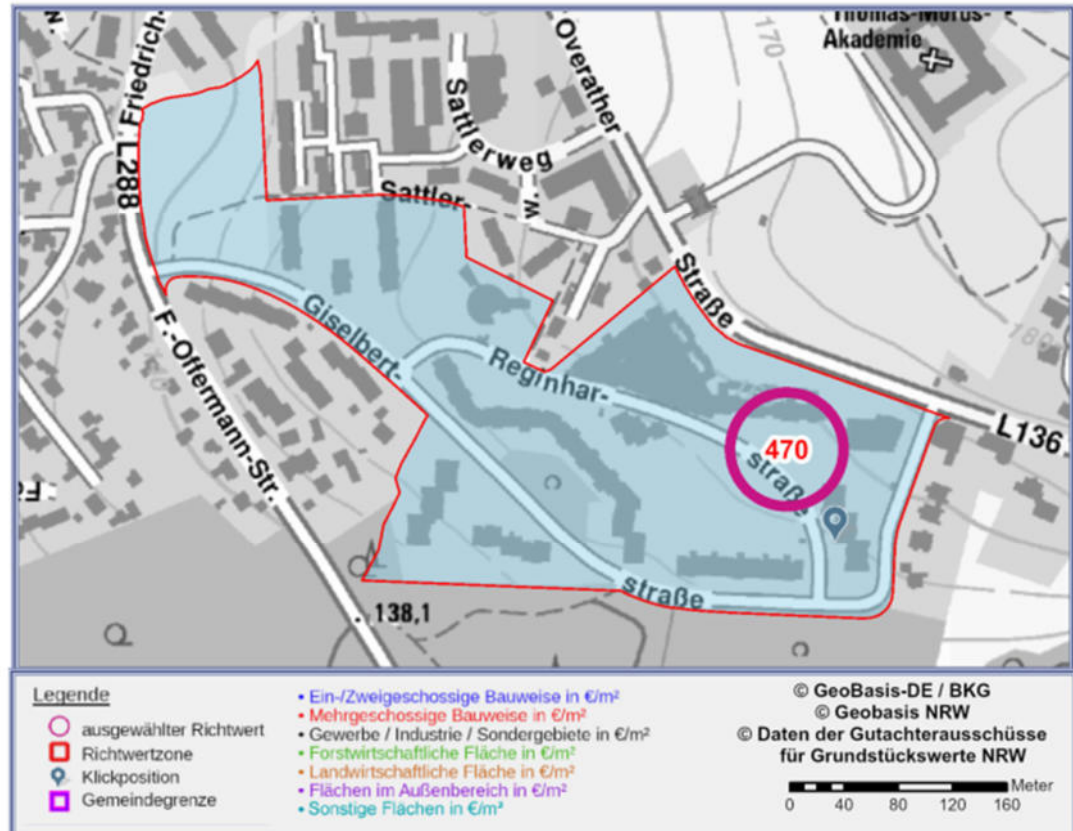 Thomas-Morus-
Akademie
170
Friedrich-
L288
Overather
Straße
Sattlerweg
Sattler-
w.
Giselbert-
straße
Reginhar-
straße
470
180
L136
F.-Offermann-Str.
138,1
Legende
ausgewählter Richtwert
Richtwertzone
Klickposition
Gemeindegrenze
• Ein-/Zweigeschossige Bauweise in €/m²
• Mehrgeschossige Bauweise in €/m²
• Gewerbe / Industrie / Sondergebiete in €/m²
• Forstwirtschaftliche Fläche in €/m²
• Landwirtschaftliche Fläche in €/m²
• Flächen im Außenbereich in €/m²
• Sonstige Flächen in €/m²
© GeoBasis-DE / BKG
© Geobasis NRW
© Daten der Gutachterausschüsse
für Grundstückswerte NRW
Meter
0 20 40 80 120 160